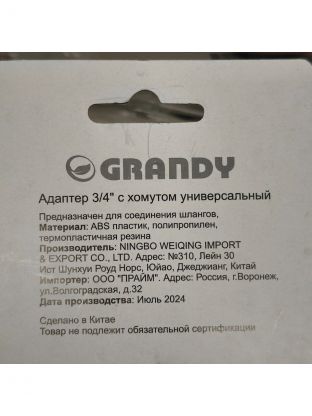 GRANDY
Адаптер 3/4" с хомутом универсальный
Предназначен для соединения шлангов,
Материал: ABS пластик, полипропилен,
термопластичная резина
Производитель: NINGBO WEIQING IMPORT
& EXPORT CO., LTD. Адрес: №310, Лейн 30
Ист Шунхуи Роуд Норс, Юйао, Джеджианг, Китай
Импортер: ООО "ПРАЙМ". Адрес: Россия, г.Воронеж,
ул.Волгоградская, д.32
Дата производства: Июль 2024
Сделано в Китае
Товар не подлежит обязательной сертификации